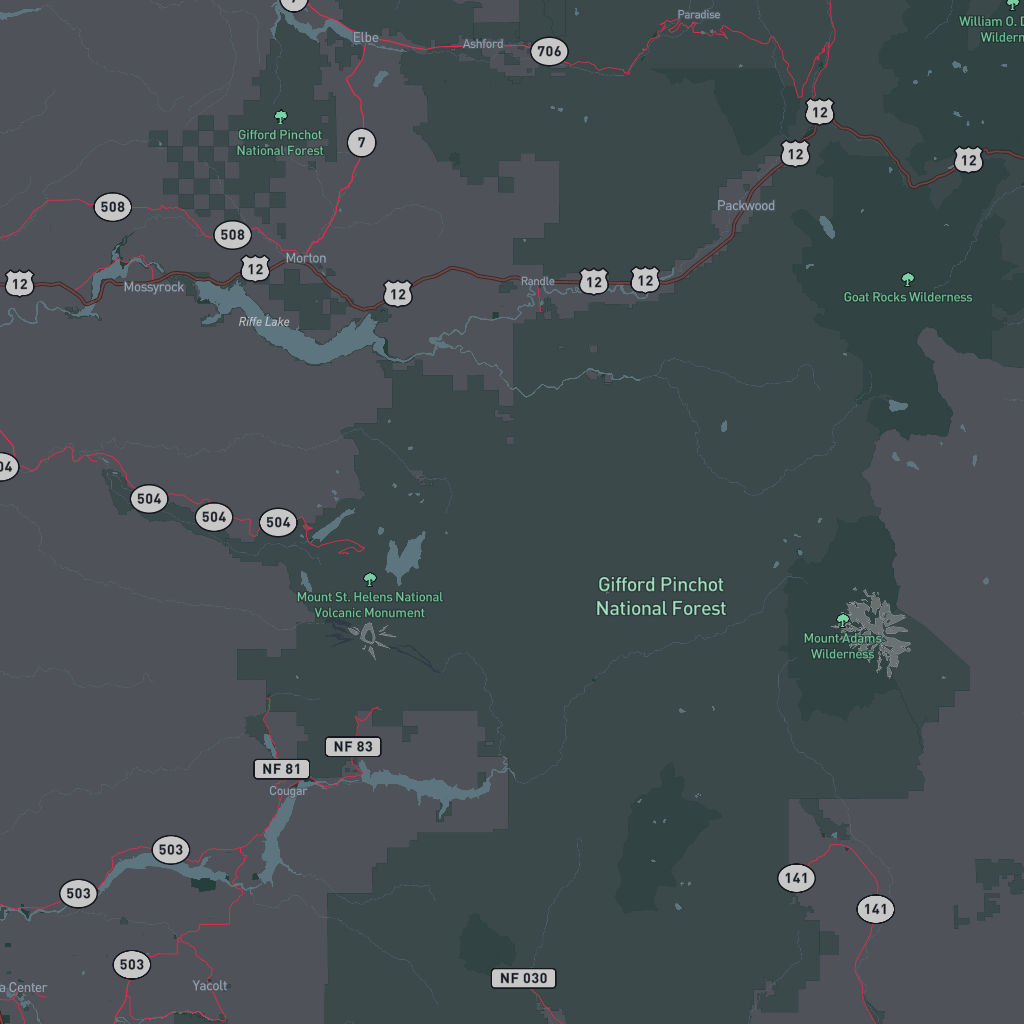 7
Paradise
William O. D
Wildern
Elbe
Ashford
706
12
Gifford Pinchot
National Forest
7
12
12
508
Packwood
508
Morton
12
12
Mossyrock
12
Randle
12
12
Goat Rocks Wilderness
Riffe Lake
04
504
504
504
Gifford Pinchot
National Forest
Mount St. Helens National
Volcanic Monument
Mount Adams
Wilderness
NF 83
NF 81
Cougar
503
141
503
141
503
NF 030
a Center
Yacolt